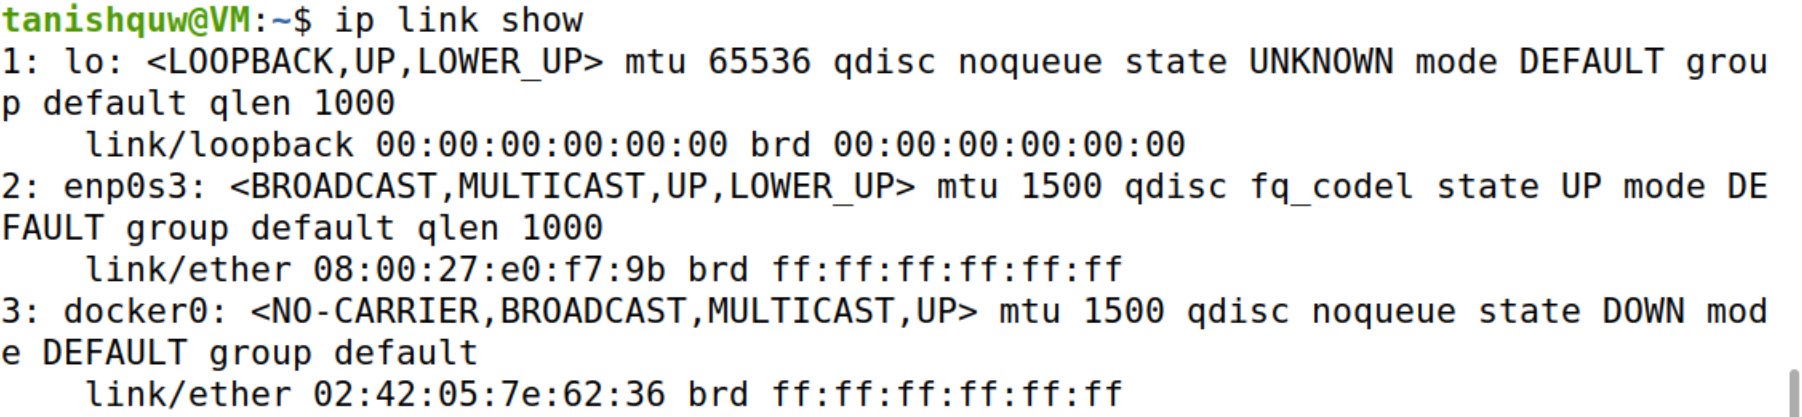 tanishquw@VM:~$ ip link show
1: lo: <LOOPBACK,UP,LOWER_UP> mtu 65536 qdisc noqueue state UNKNOWN mode DEFAULT grou
p default qlen 1000
    link/loopback 00:00:00:00:00:00 brd 00:00:00:00:00:00
2: enp0s3: <BROADCAST,MULTICAST,UP,LOWER_UP> mtu 1500 qdisc fq_codel state UP mode DE
FAULT group default qlen 1000
    link/ether 08:00:27:e0:f7:9b brd ff:ff:ff:ff:ff:ff
3: docker0: <NO-CARRIER,BROADCAST,MULTICAST,UP> mtu 1500 qdisc noqueue state DOWN mod
e DEFAULT group default
    link/ether 02:42:05:7e:62:36 brd ff:ff:ff:ff:ff:ff